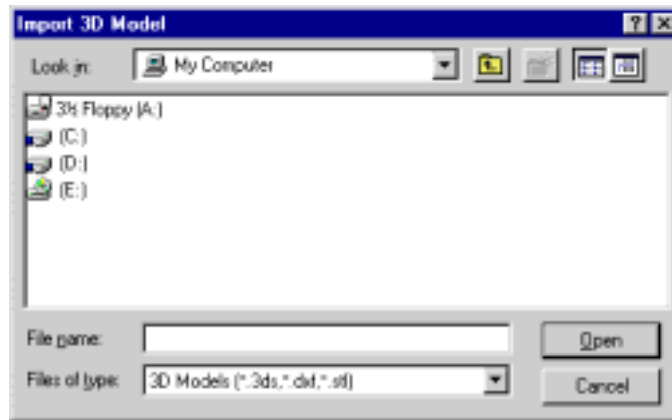 Import 3D Model
Look in: My Computer
3½ Floppy (A:)
(C:)
(D:)
(E:)
File name: Open
Files of type: 3D Models (*.3ds,*.dxf,*.stl) Cancel